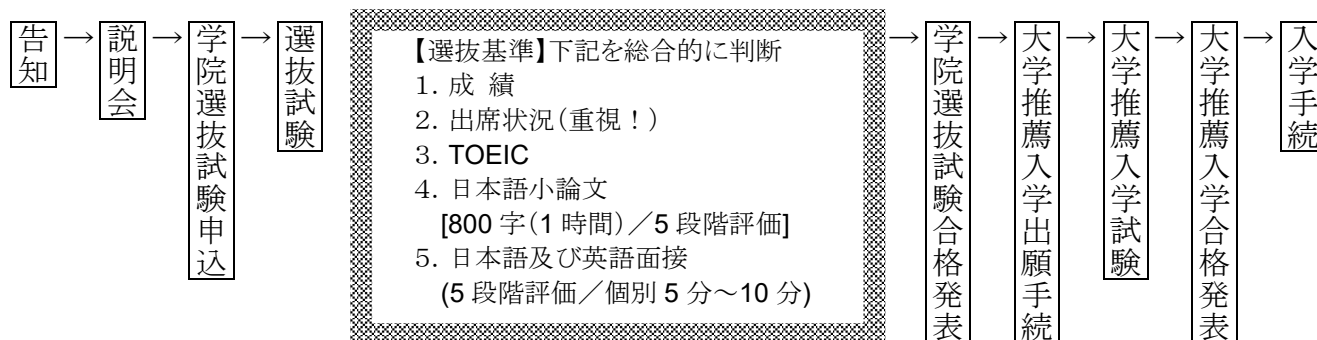 告知
→
説明会
→
学院選抜試験申込
→
選抜試験
【選抜基準】下記を総合的に判断
1. 成 績
2. 出席状況(重視！)
3. TOEIC
4. 日本語小論文
[800 字(1 時間)／5 段階評価]
5. 日本語及び英語面接
(5 段階評価／個別 5 分～10 分)
→
学院選抜試験合格発表
→
大学推薦入学出願手続
→
大学推薦入学試験
→
大学推薦入学合格発表
→
入学手続